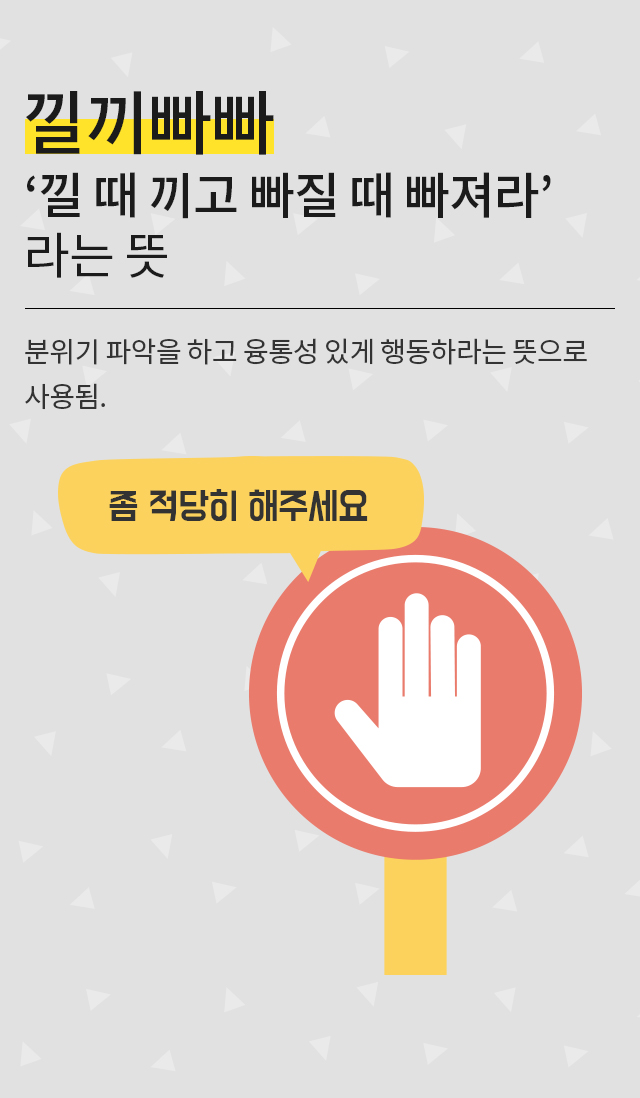 낄끼빠빠
‘낄 때 끼고 빠질 때 빠져라’
라는 뜻
분위기 파악을 하고 융통성 있게 행동하라는 뜻으로
사용됨.
좀 적당히 해주세요